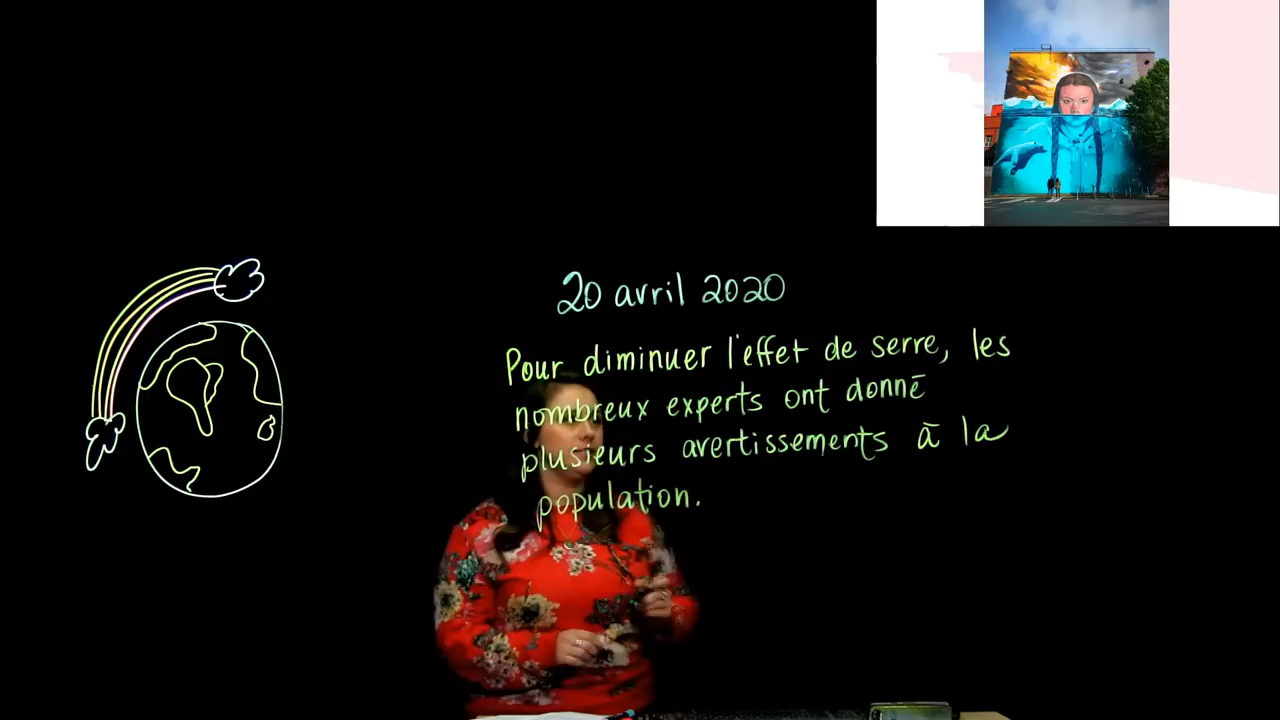 20 avril 2020
Pour diminuer l'effet de serre, les
nombreux experts ont donné
plusieurs avertissements à la
population.